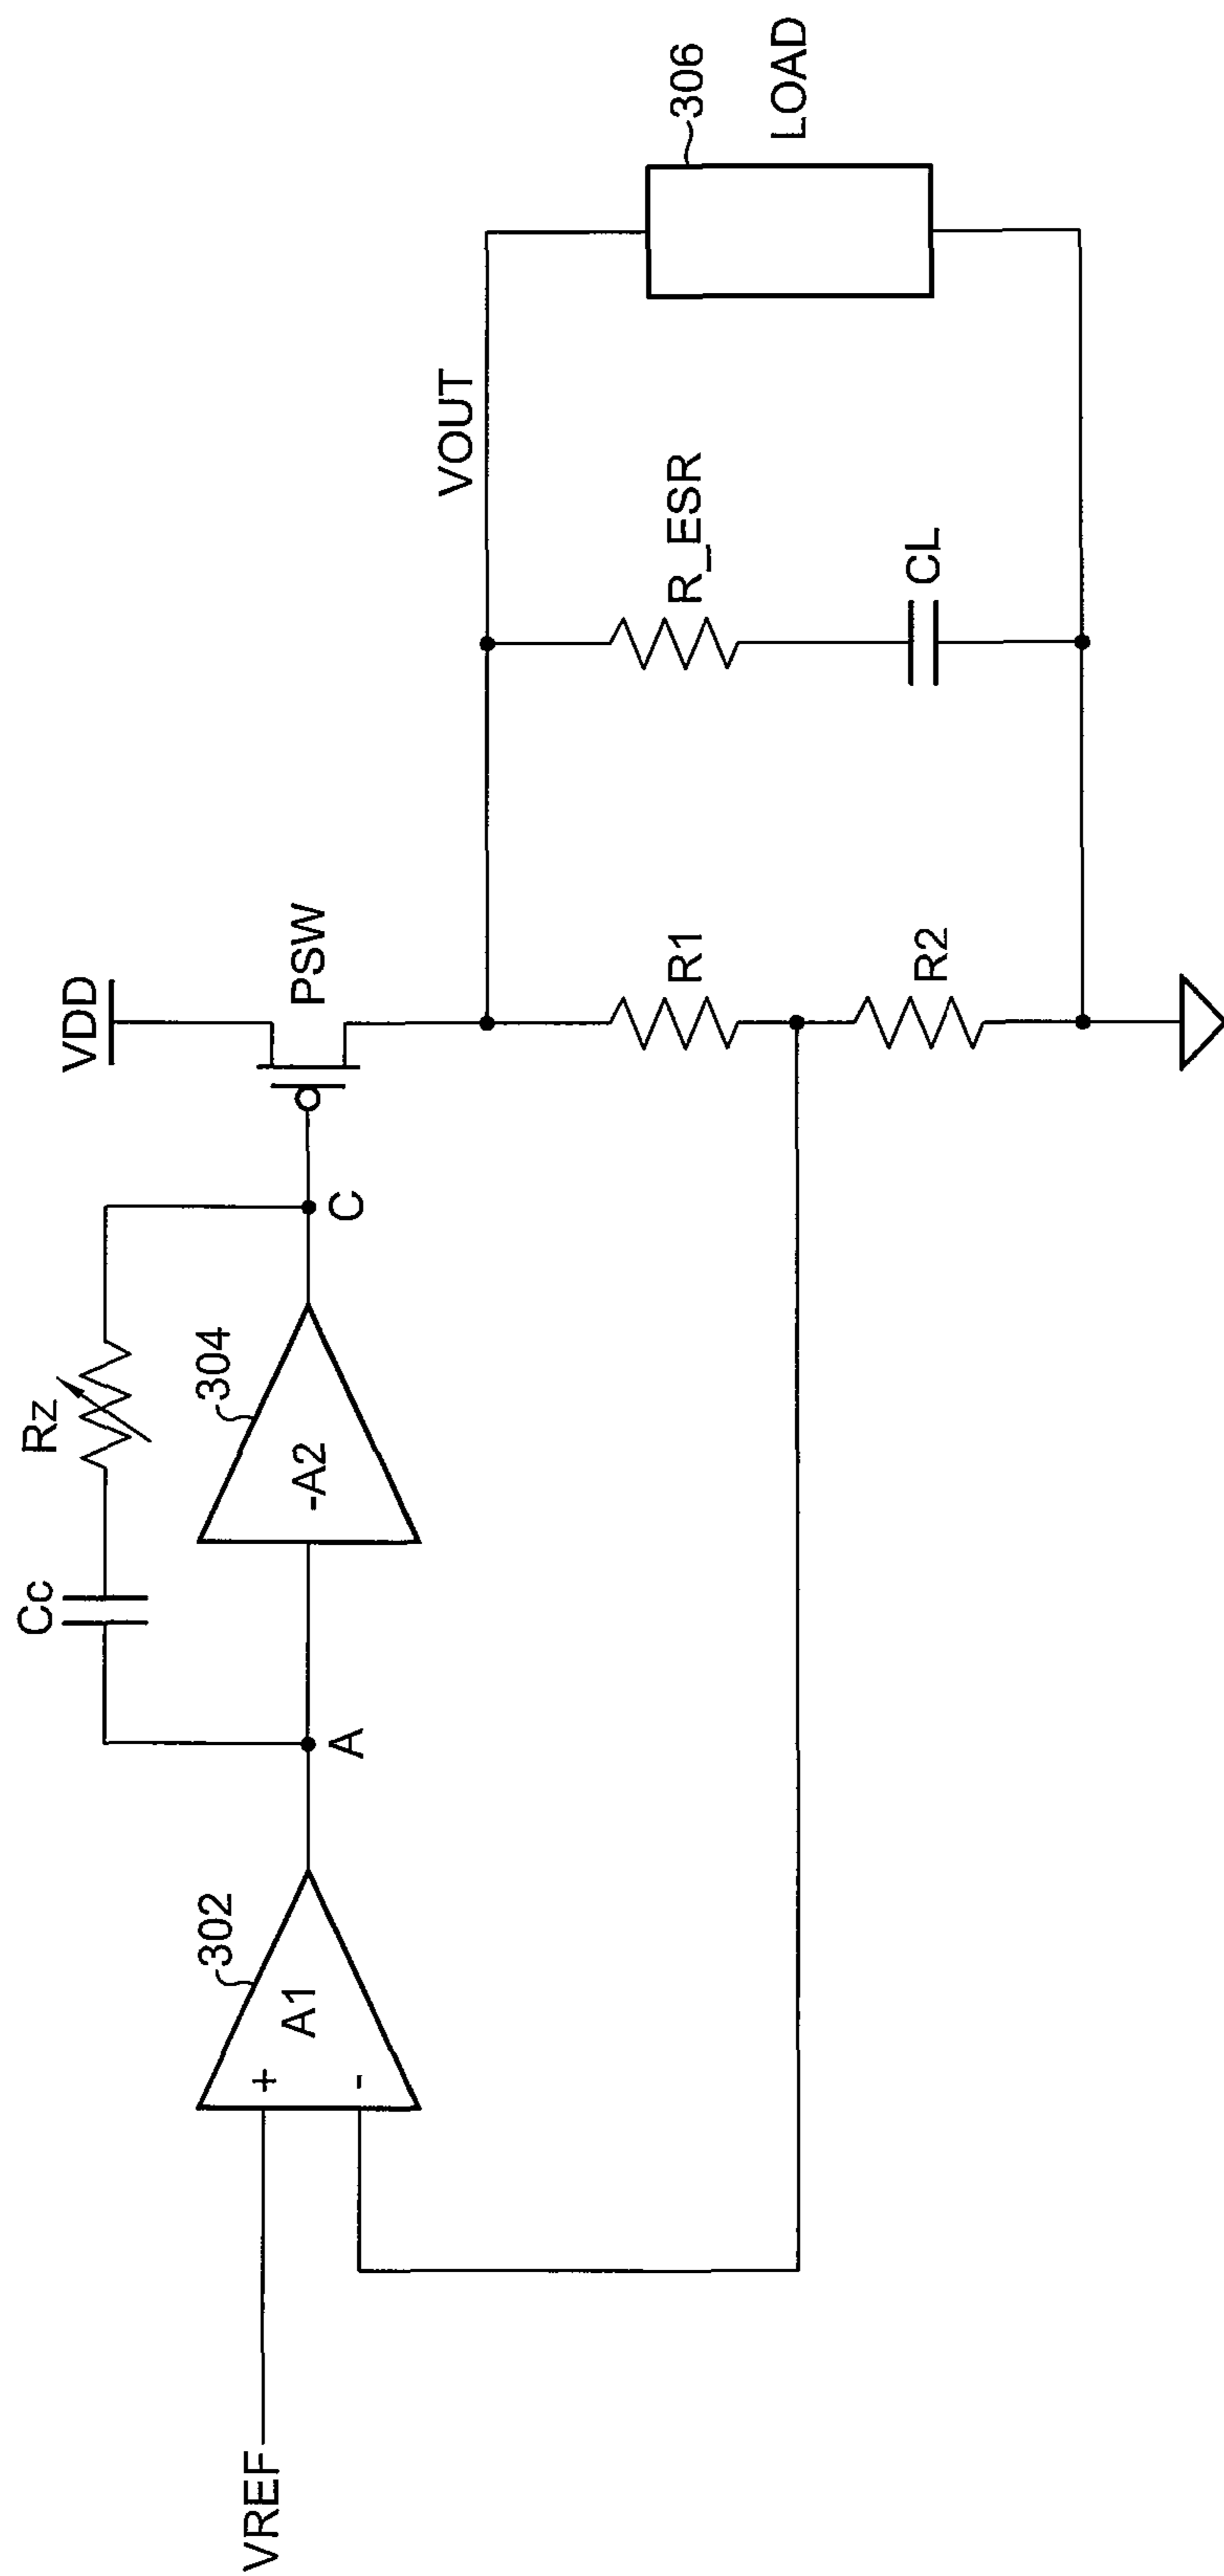 VREF
+
-
A1
302
A
Cc
Rz
-A2
304
C
VDD
PSW
VOUT
R1
R2
R_ESR
CL
306
LOAD